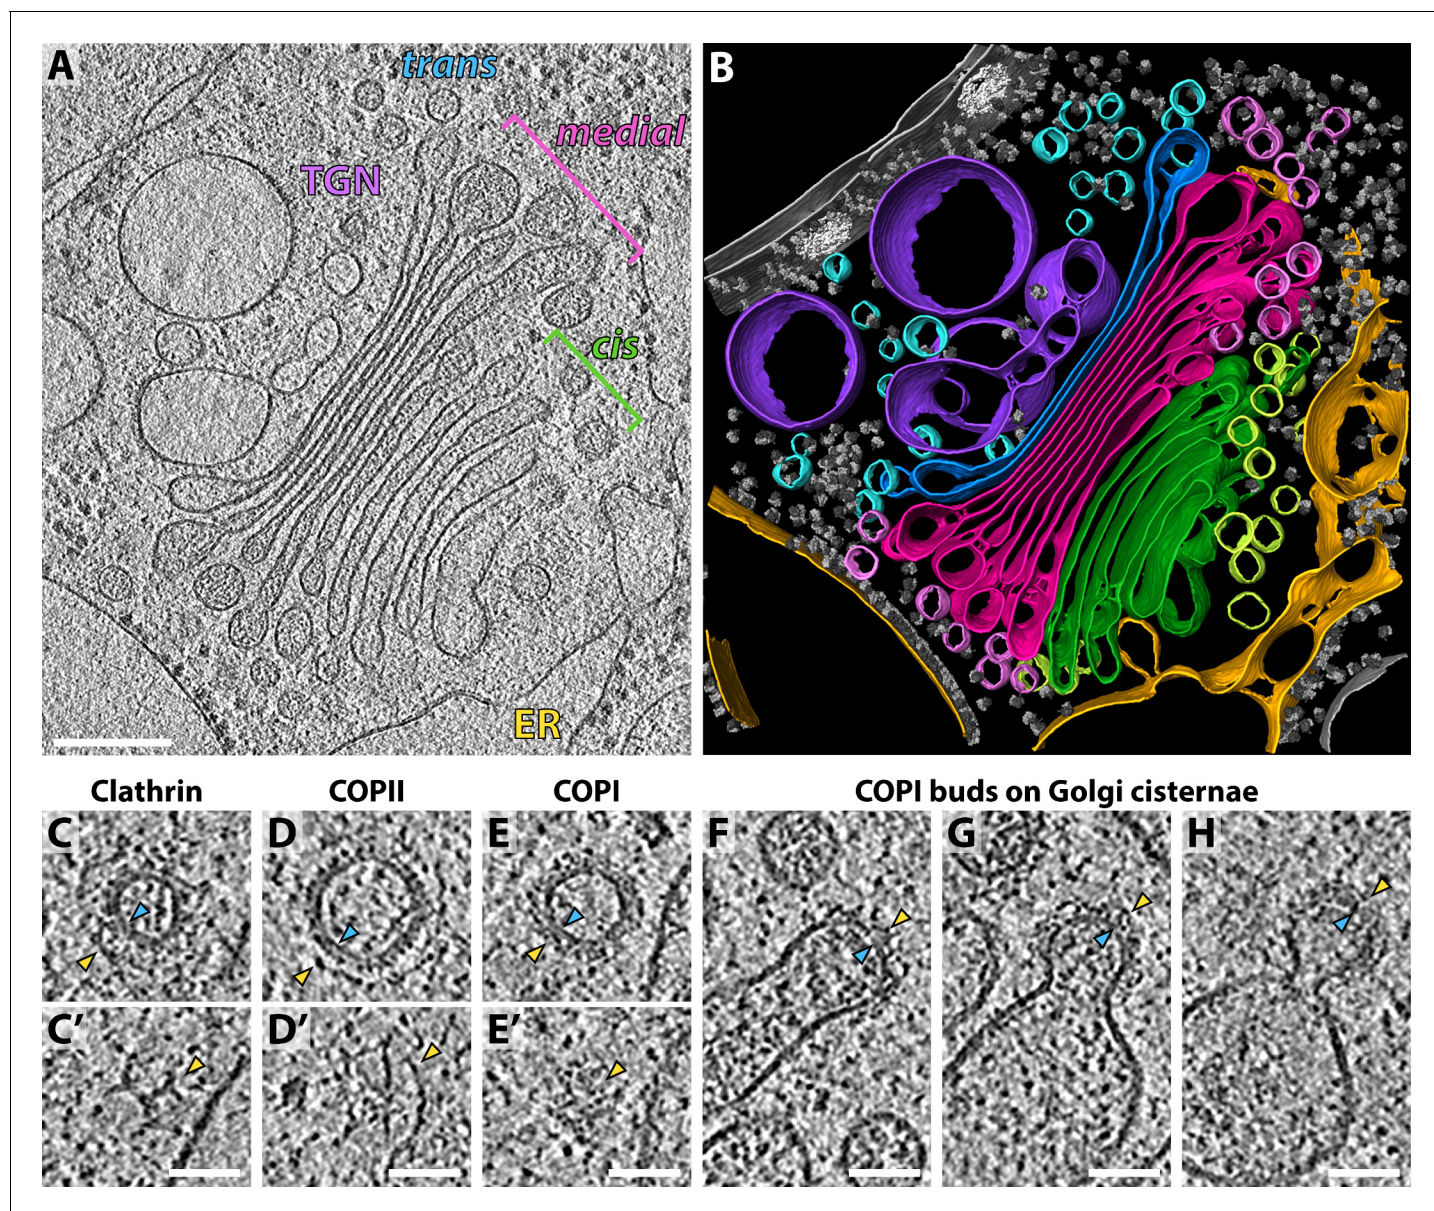 A
trans
medial
TGN
cis
ER
B
Clathrin
COPII
COPI
COPI buds on Golgi cisternae
C
D
E
F
G
H
C′
D′
E′